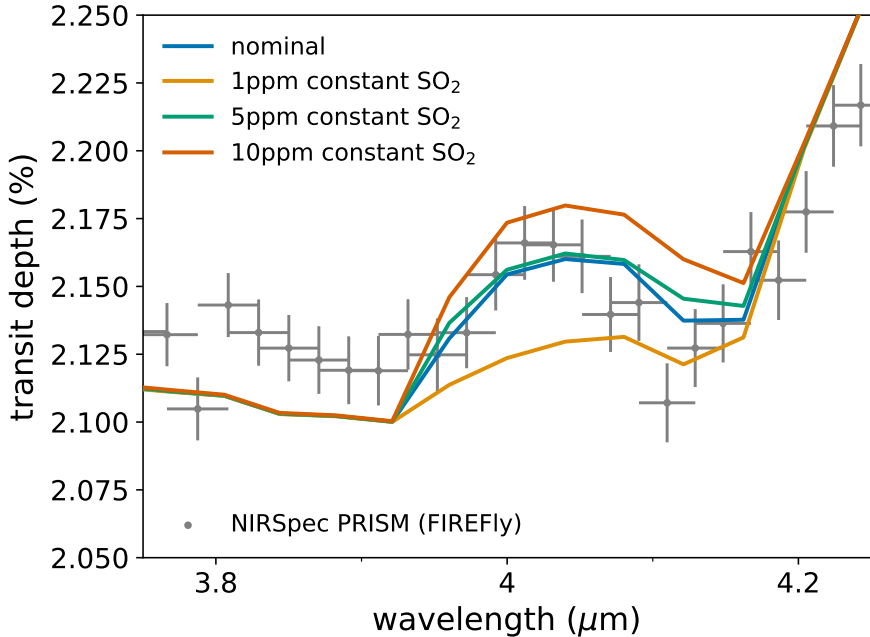 2.250
2.225
2.200
2.175
2.150
2.125
2.100
2.075
2.050
transit depth (%)
nominal
1ppm constant SO₂
5ppm constant SO₂
10ppm constant SO₂
NIRSpec PRISM (FIREFly)
3.8
4
4.2
wavelength (μm)